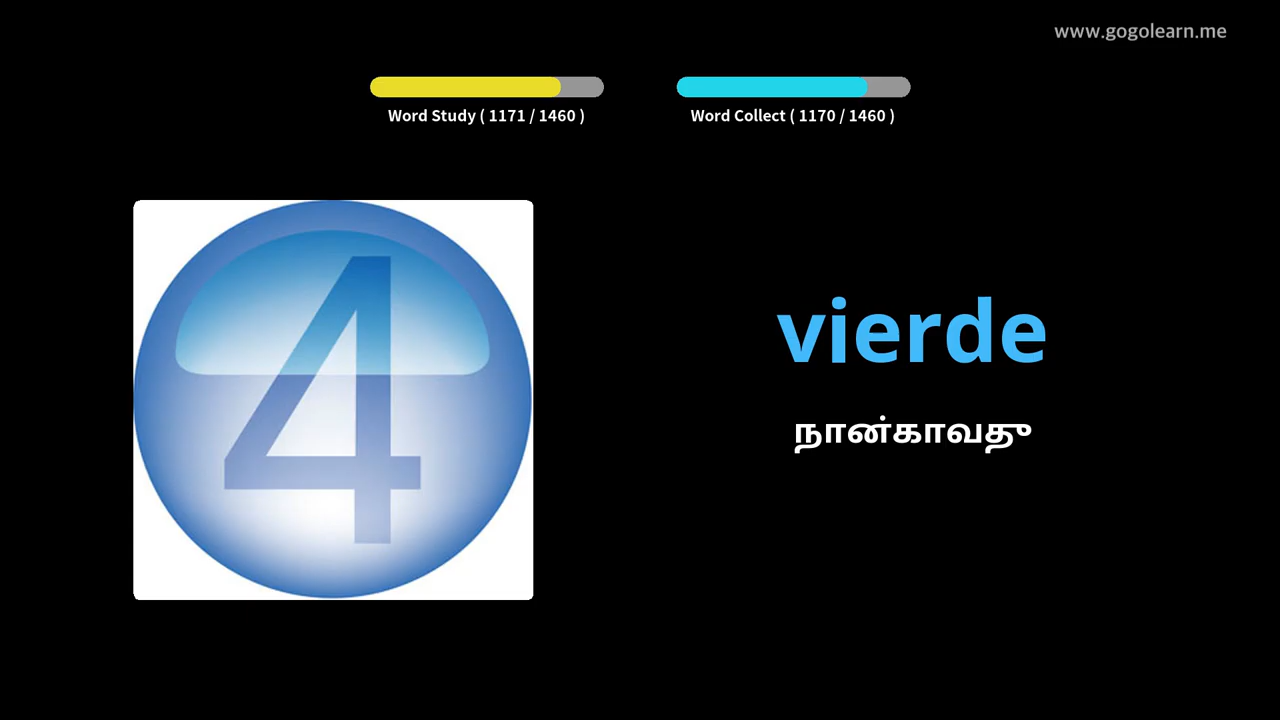 www.gogolearn.me
Word Study ( 1171 / 1460 )
Word Collect ( 1170 / 1460 )
4
vierde
நான்காவது